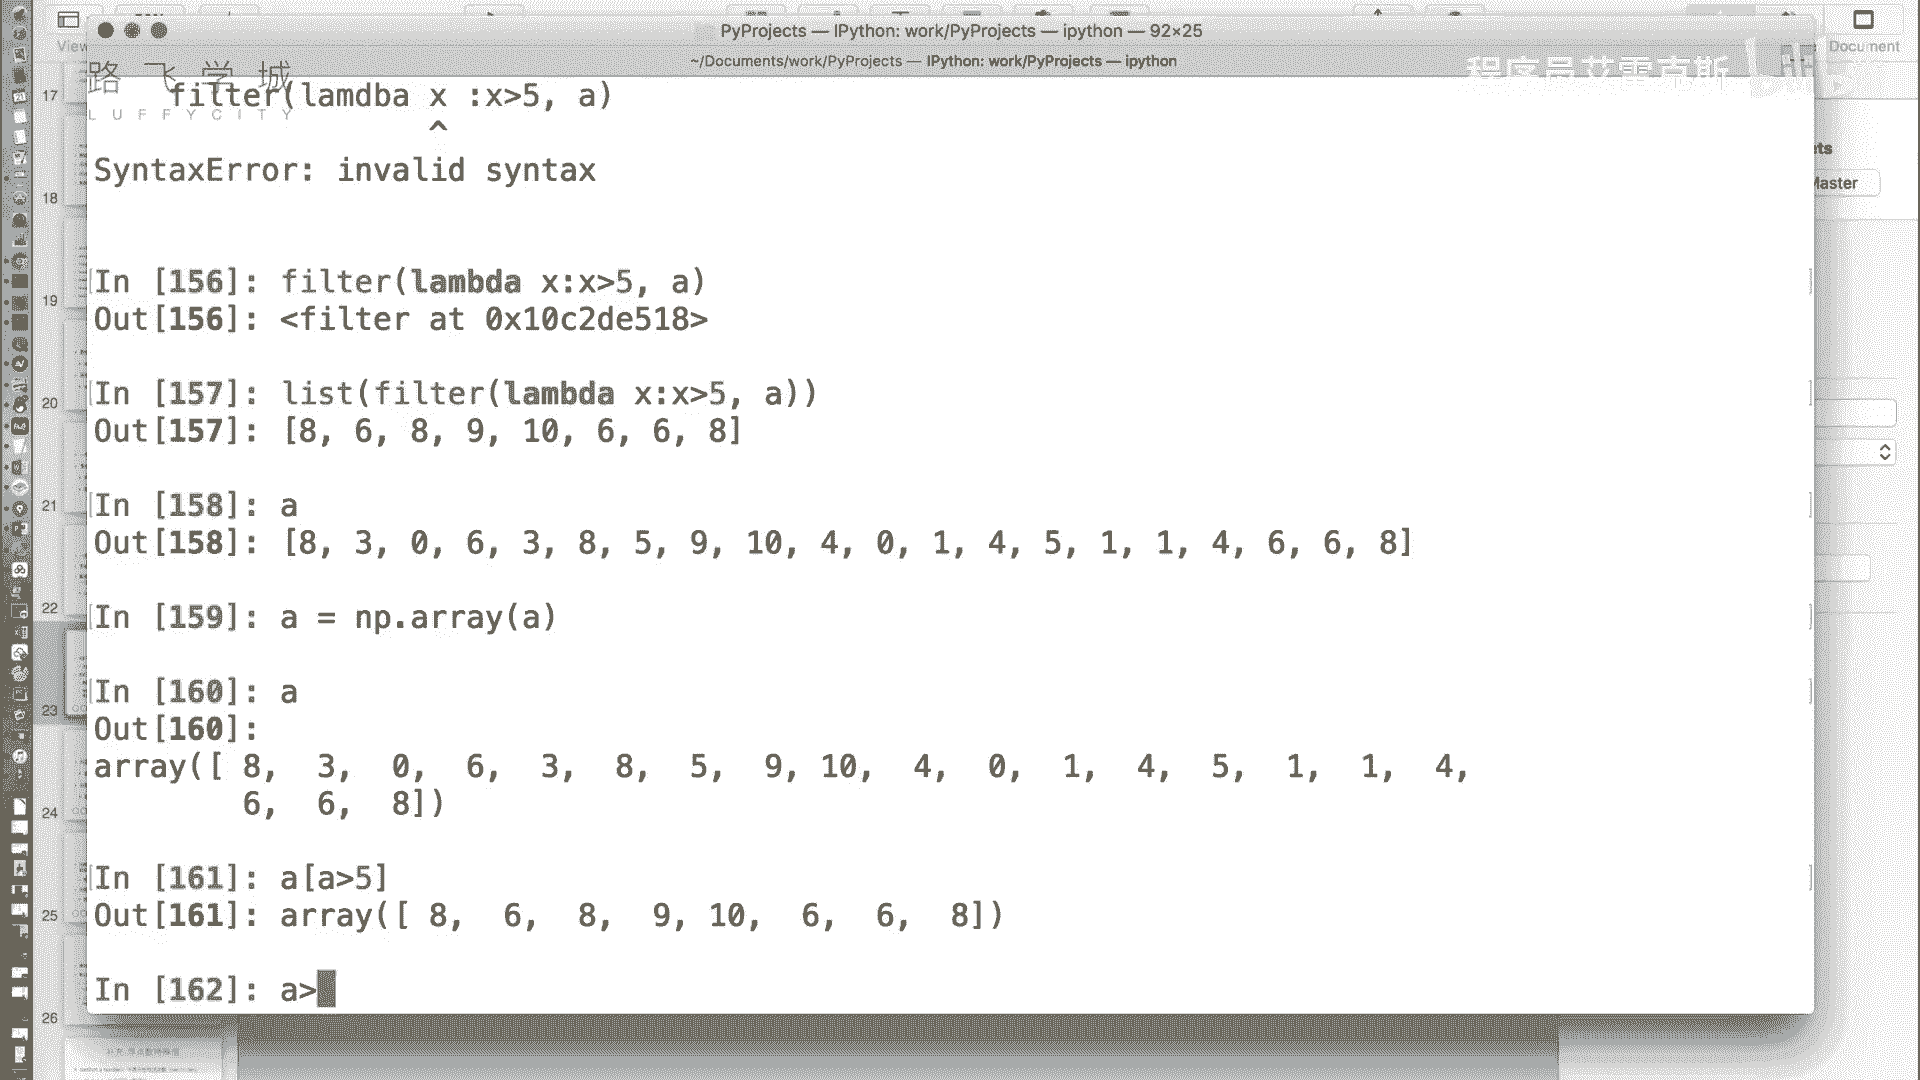 PyProjects — IPython: work/PyProjects — ipython — 92×25
View
Document
~/Documents/work/PyProjects — IPython: work/PyProjects — ipython
路飞学城
LUFFYCITY
程序员艾雷克斯
filter(lamdba x :x>5, a)
^
SyntaxError: invalid syntax
Master
In [156]: filter(lambda x:x>5, a)
Out[156]: <filter at 0x10c2de518>
In [157]: list(filter(lambda x:x>5, a))
Out[157]: [8, 6, 8, 9, 10, 6, 6, 8]
In [158]: a
Out[158]: [8, 3, 0, 6, 3, 8, 5, 9, 10, 4, 0, 1, 4, 5, 1, 1, 4, 6, 6, 8]
In [159]: a = np.array(a)
In [160]: a
Out[160]:
array([ 8, 3, 0, 6, 3, 8, 5, 9, 10, 4, 0, 1, 4, 5, 1, 1, 4,
6, 6, 8])
In [161]: a[a>5]
Out[161]: array([ 8, 6, 8, 9, 10, 6, 6, 8])
In [162]: a>
17
18
19
20
21
22
23
24
25
26